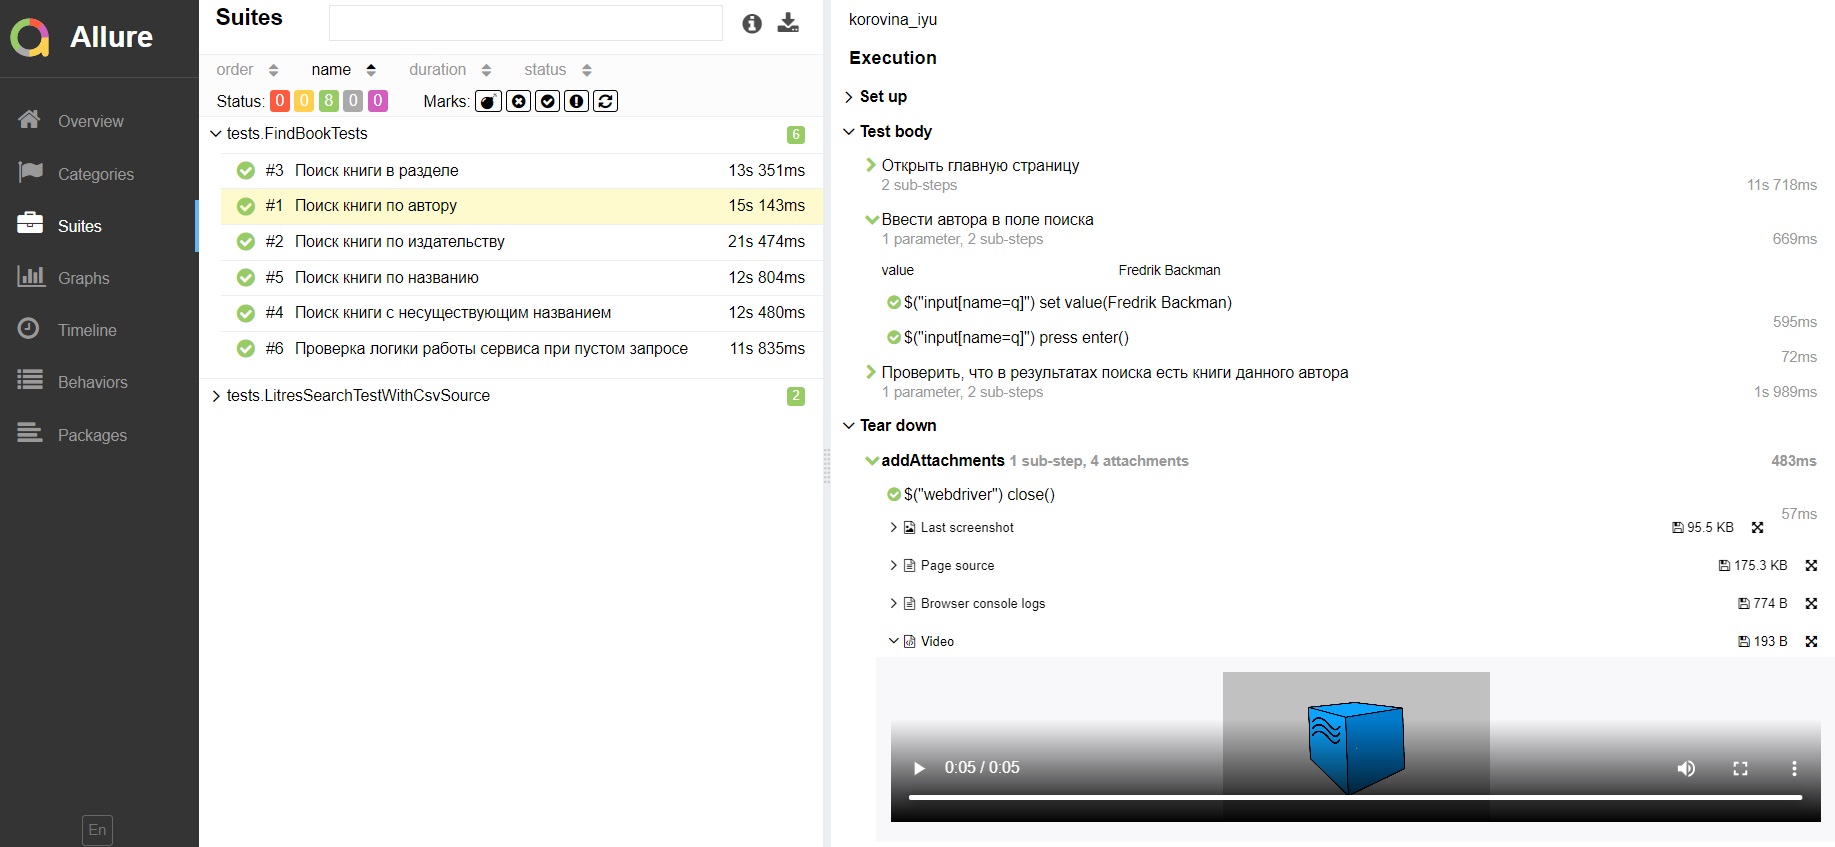 Allure
Overview
Categories
Suites
Graphs
Timeline
Behaviors
Packages
En
Suites
order name duration status
Status: 0 0 8 0 0 Marks:
tests.FindBookTests 6
#3 Поиск книги в разделе 13s 351ms
#1 Поиск книги по автору 15s 143ms
#2 Поиск книги по издательству 21s 474ms
#5 Поиск книги по названию 12s 804ms
#4 Поиск книги с несуществующим названием 12s 480ms
#6 Проверка логики работы сервиса при пустом запросе 11s 835ms
tests.LitresSearchTestWithCsvSource 2
korovina_iyu
Execution
Set up
Test body
Открыть главную страницу
2 sub-steps 11s 718ms
Ввести автора в поле поиска
1 parameter, 2 sub-steps 669ms
value Fredrik Backman
$("input[name=q]") set value(Fredrik Backman)
595ms
$("input[name=q]") press enter()
72ms
Проверить, что в результатах поиска есть книги данного автора
1 parameter, 2 sub-steps 1s 989ms
Tear down
addAttachments 1 sub-step, 4 attachments 483ms
$("webdriver") close()
57ms
Last screenshot 95.5 KB
Page source 175.3 KB
Browser console logs 774 B
Video 193 B
0:05 / 0:05